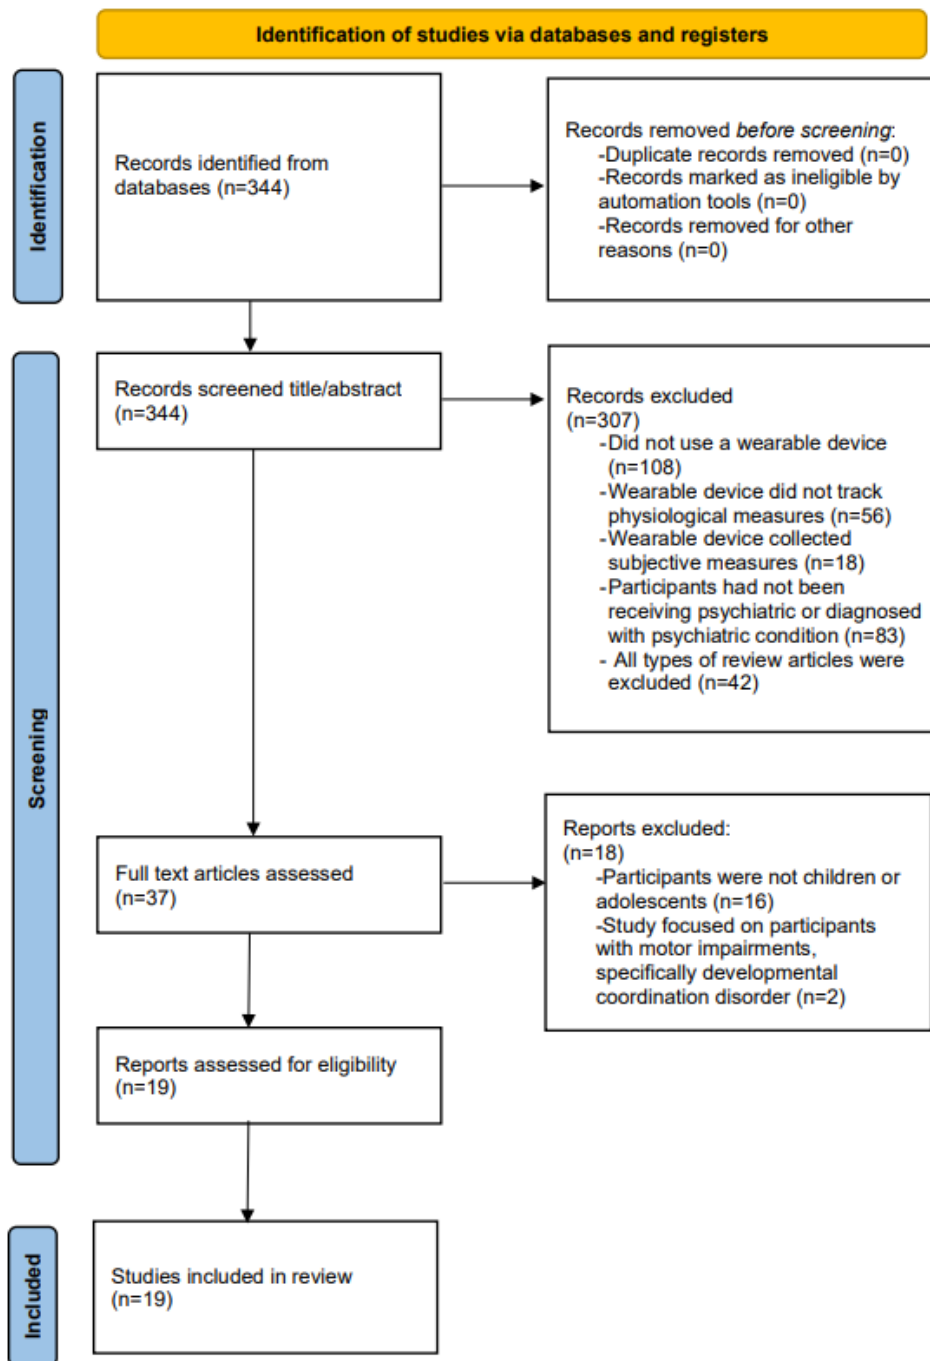 Identification of studies via databases and registers
Identification
Records identified from
databases (n=344)
Records removed before screening:
-Duplicate records removed (n=0)
-Records marked as ineligible by
automation tools (n=0)
-Records removed for other
reasons (n=0)
Screening
Records screened title/abstract
(n=344)
Records excluded
(n=307)
-Did not use a wearable device
(n=108)
-Wearable device did not track
physiological measures (n=56)
-Wearable device collected
subjective measures (n=18)
-Participants had not been
receiving psychiatric or diagnosed
with psychiatric condition (n=83)
- All types of review articles were
excluded (n=42)
Full text articles assessed
(n=37)
Reports excluded:
(n=18)
-Participants were not children or
adolescents (n=16)
-Study focused on participants
with motor impairments,
specifically developmental
coordination disorder (n=2)
Reports assessed for eligibility
(n=19)
Included
Studies included in review
(n=19)